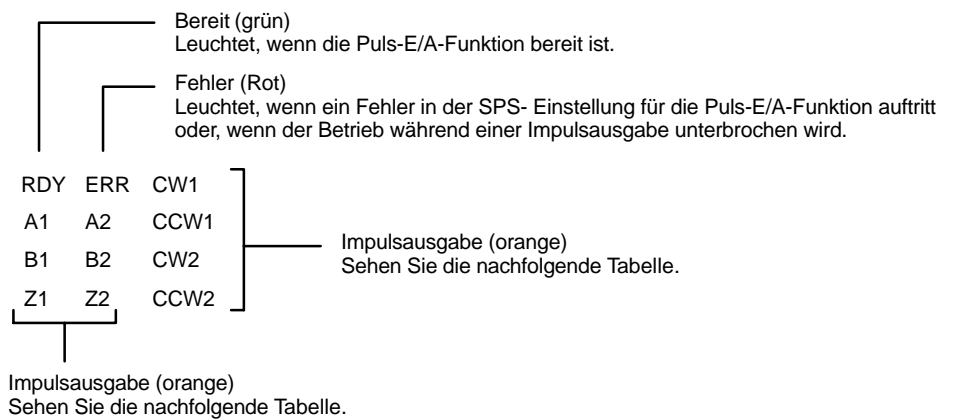 Bereit (grün)
Leuchtet, wenn die Puls-E/A-Funktion bereit ist.
Fehler (Rot)
Leuchtet, wenn ein Fehler in der SPS- Einstellung für die Puls-E/A-Funktion auftritt
oder, wenn der Betrieb während einer Impulsausgabe unterbrochen wird.
RDY ERR CW1
A1 A2 CCW1
B1 B2 CW2
Z1 Z2 CCW2
Impulsausgabe (orange)
Sehen Sie die nachfolgende Tabelle.
Impulsausgabe (orange)
Sehen Sie die nachfolgende Tabelle.